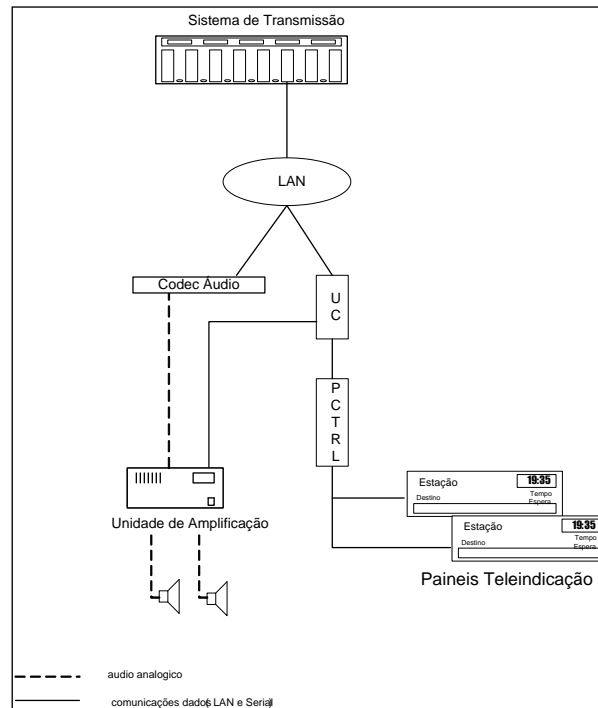 Sistema de Transmissão
LAN
Codec Áudio
U
C
P
C
T
R
L
Estação
19:35
Destino
Tempo
Espera
Estação
19:35
Destino
Tempo
Espera
Unidade de Amplificação
Paineis Teleindicação
audio analogico
comunicações dados( LAN e Serial)